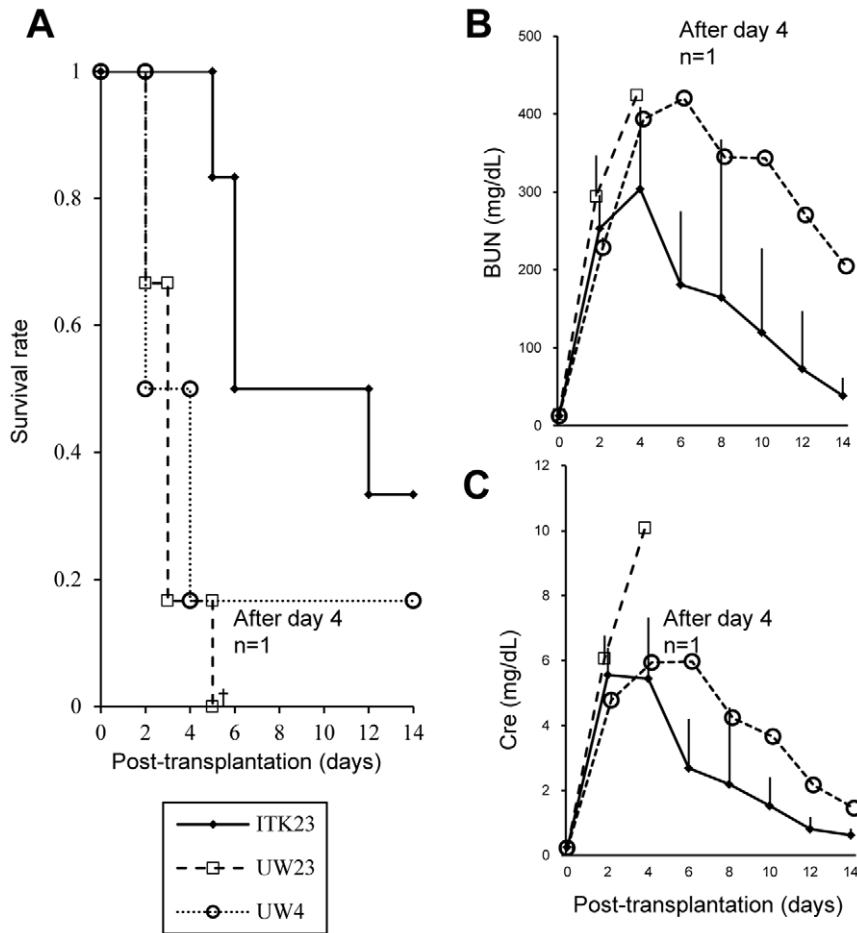 A
1
0.8
0.6
0.4
0.2
0
Survival rate
After day 4
n=1
†
0 2 4 6 8 10 12 14
Post-transplantation (days)
ITK23
UW23
UW4
B
After day 4
n=1
500
400
300
200
100
0
BUN (mg/dL)
0 2 4 6 8 10 12 14
C
12
10
8
6
4
2
0
Cre (mg/dL)
After day 4
n=1
0 2 4 6 8 10 12 14
Post-transplantation (days)